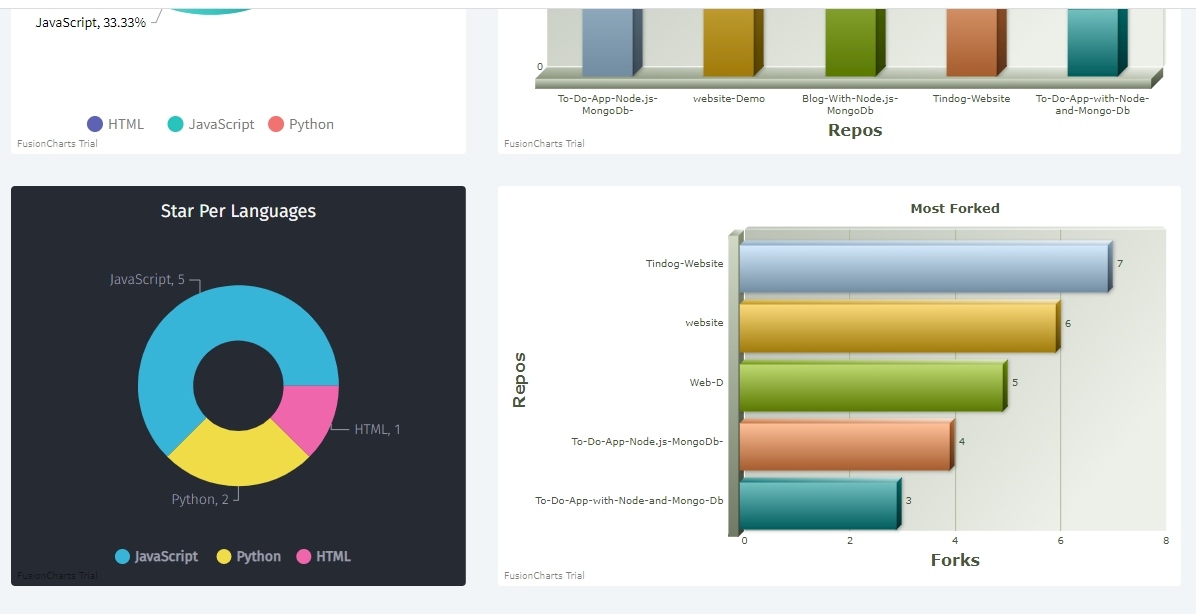 JavaScript, 33.33%
HTML JavaScript Python
FusionCharts Trial
0
To-Do-App-Node.js-
MongoDb-
website-Demo
Blog-With-Node.js-
MongoDb
Tindog-Website
To-Do-App-with-Node-
and-Mongo-Db
Repos
FusionCharts Trial
Star Per Languages
JavaScript, 5
HTML, 1
Python, 2
JavaScript Python HTML
FusionCharts Trial
Most Forked
Repos
Tindog-Website
7
website
6
Web-D
5
To-Do-App-Node.js-MongoDb-
4
To-Do-App-with-Node-and-Mongo-Db
3
0 2 4 6 8
Forks
FusionCharts Trial